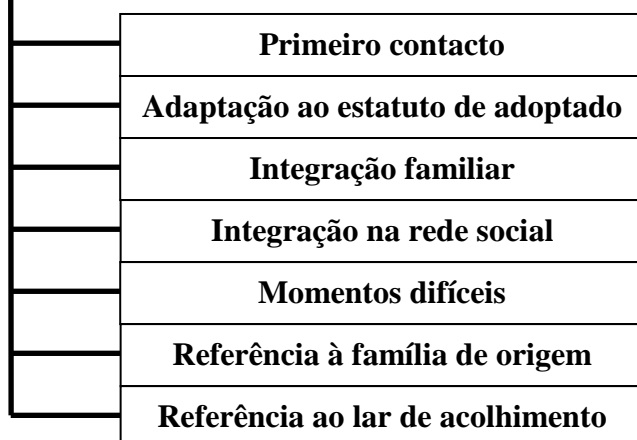 Primeiro contacto
Adaptação ao estatuto de adoptado
Integração familiar
Integração na rede social
Momentos difíceis
Referência à família de origem
Referência ao lar de acolhimento